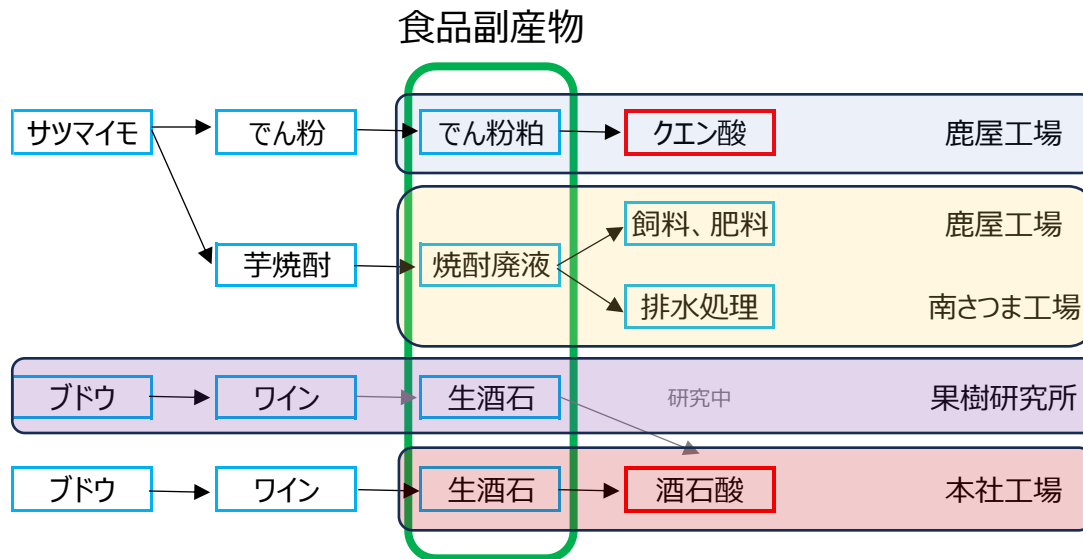 食品副産物
サツマイモ
でん粉
でん粉粕
クエン酸
鹿屋工場
芋焼酎
焼酎廃液
飼料、肥料
鹿屋工場
排水処理
南さつま工場
ブドウ
ワイン
生酒石
研究中
果樹研究所
ブドウ
ワイン
生酒石
酒石酸
本社工場